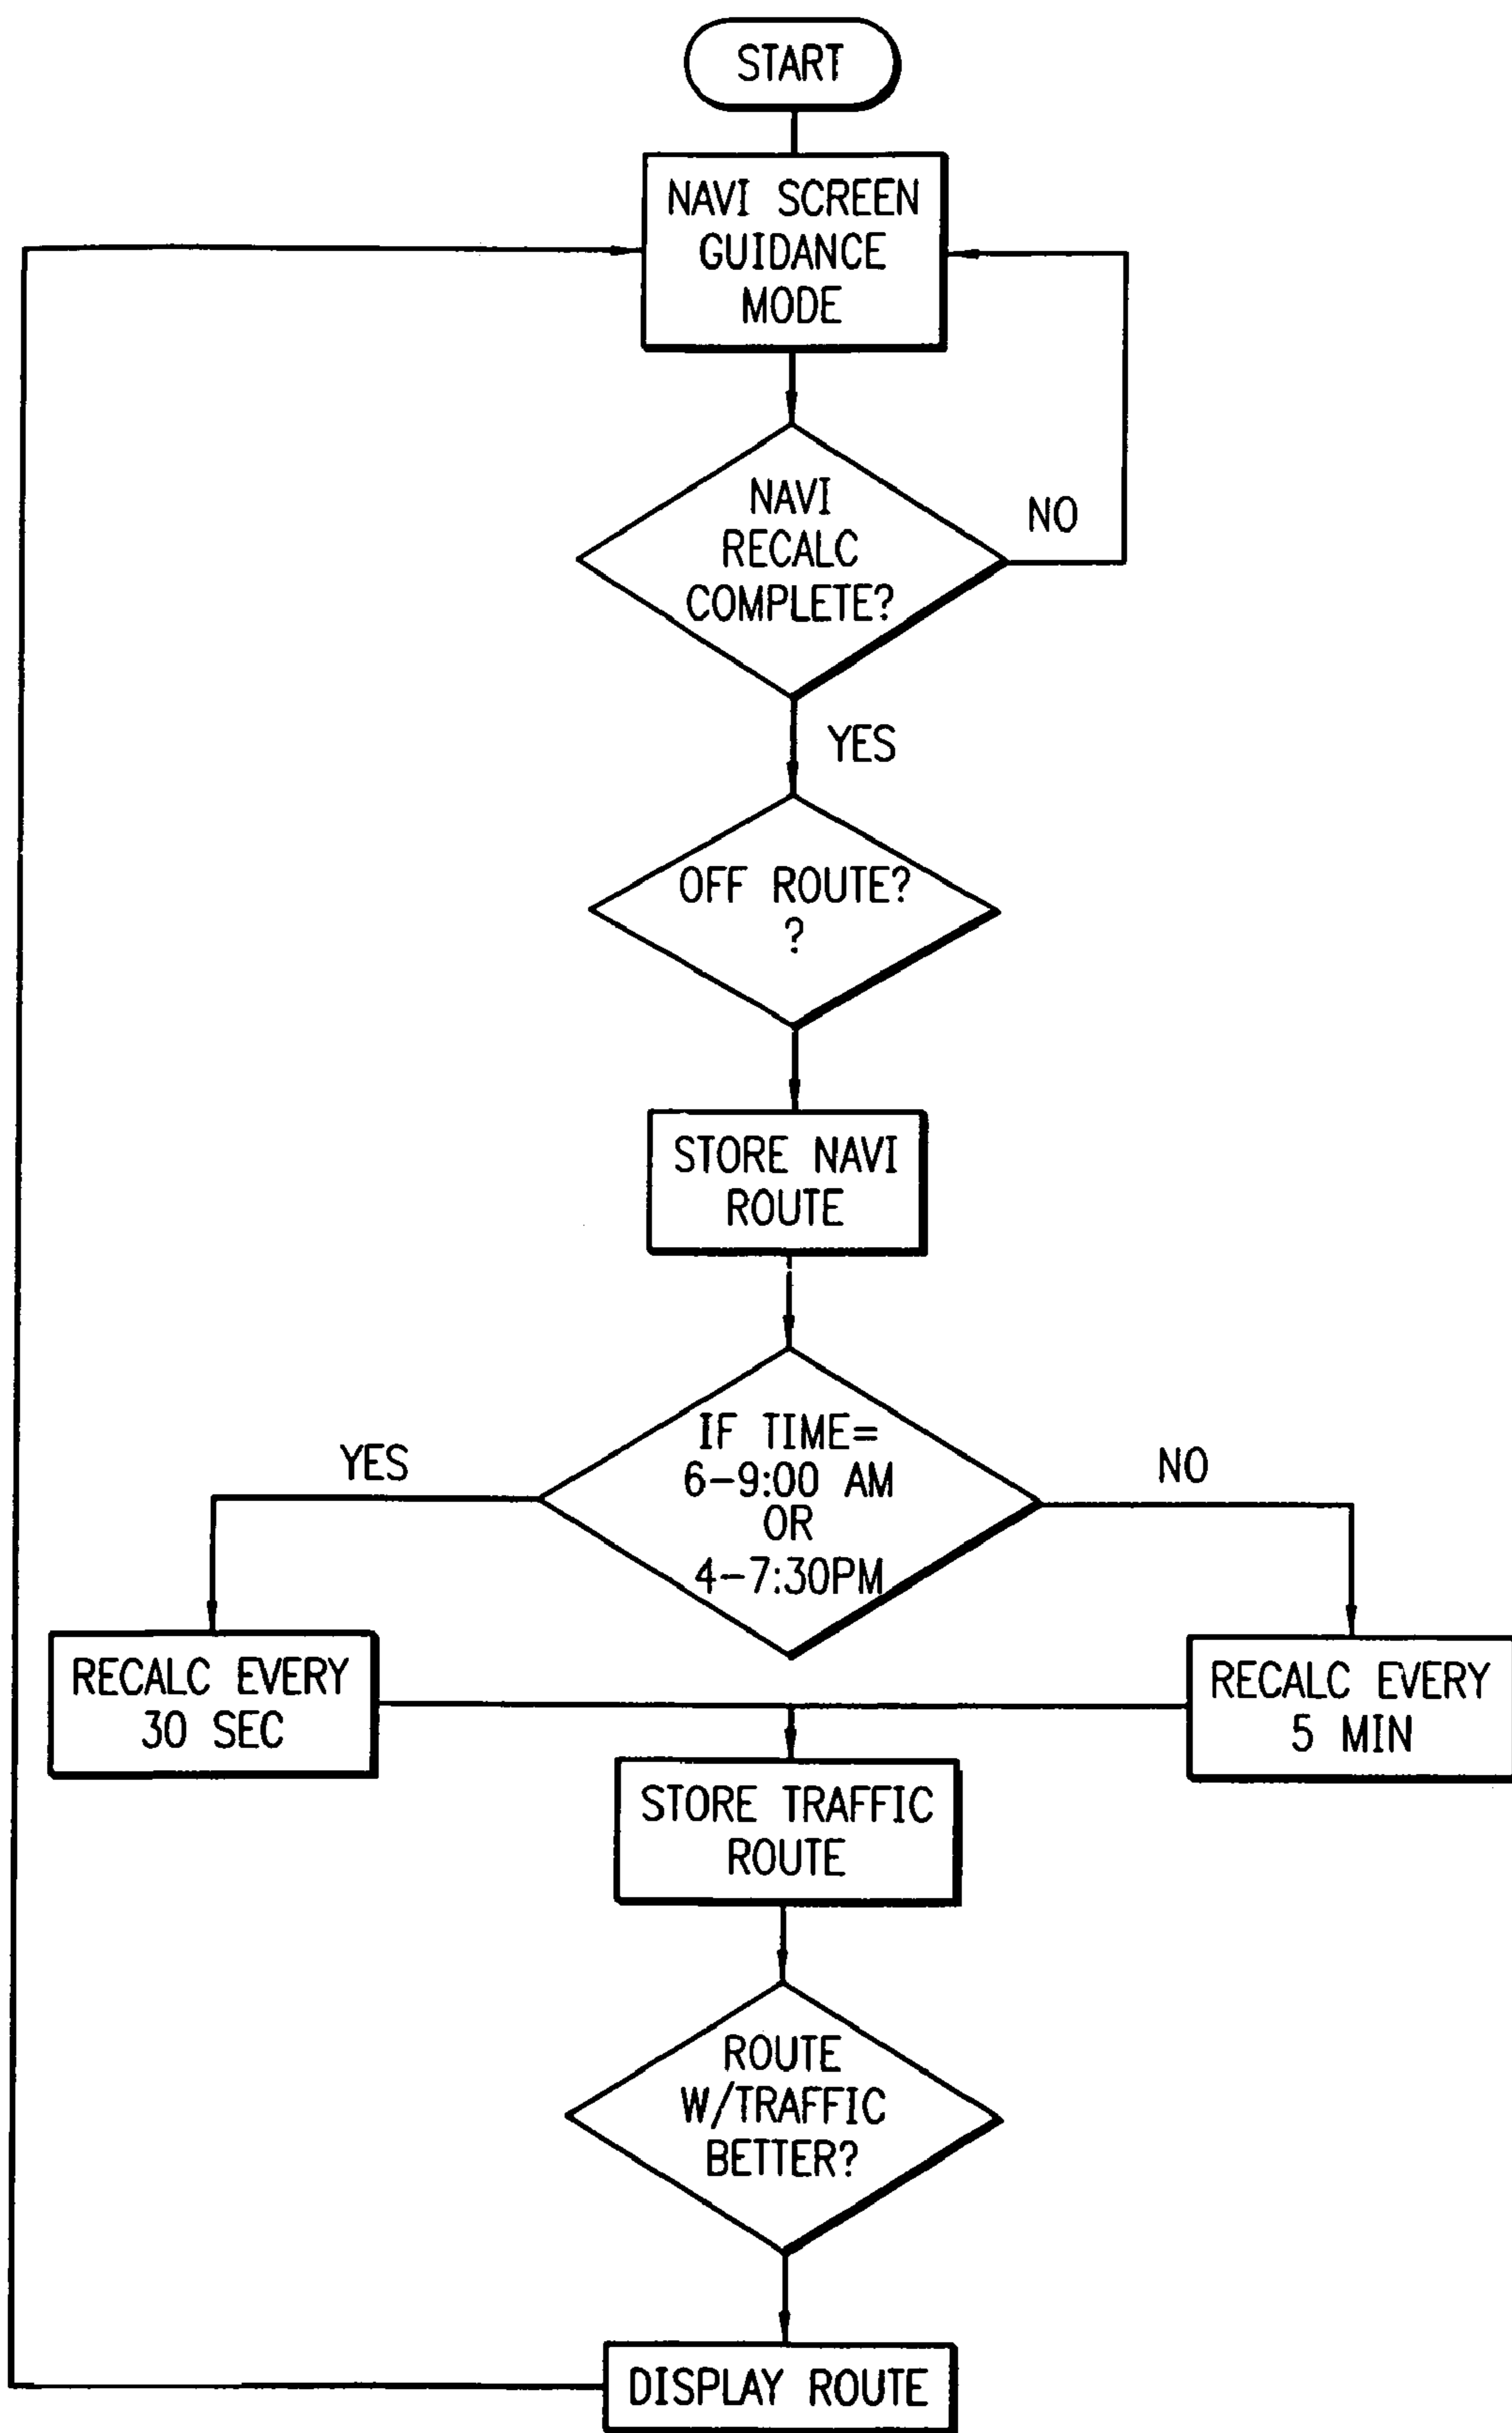 START
NAVI SCREEN
GUIDANCE
MODE
NAVI
RECALC
COMPLETE?
NO
YES
OFF ROUTE?
?
STORE NAVI
ROUTE
IF TIME=
6-9:00 AM
OR
4-7:30PM
YES
NO
RECALC EVERY
30 SEC
RECALC EVERY
5 MIN
STORE TRAFFIC
ROUTE
ROUTE
W/TRAFFIC
BETTER?
DISPLAY ROUTE